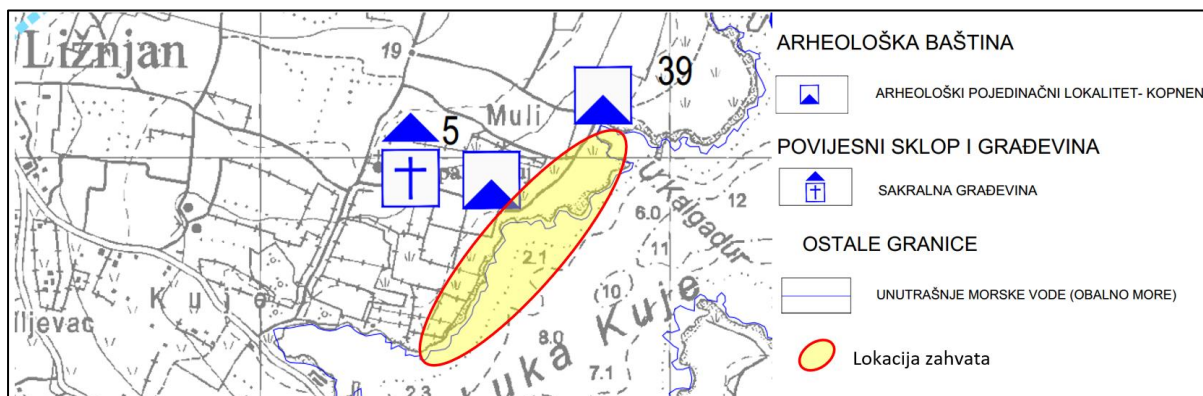 Ližnjan
19
39
Muli
5
U. Kalgadur
6.0
12
11
2.1
10
Kuje
iljevac
8.0
Luka Kuje
7.1
2.3
ARHEOLOŠKA BAŠTINA
ARHEOLOŠKI POJEDINAČNI LOKALITET- KOPNEN
POVIJESNI SKLOP I GRAĐEVINA
SAKRALNA GRAĐEVINA
OSTALE GRANICE
UNUTRAŠNJE MORSKE VODE (OBALNO MORE)
Lokacija zahvata